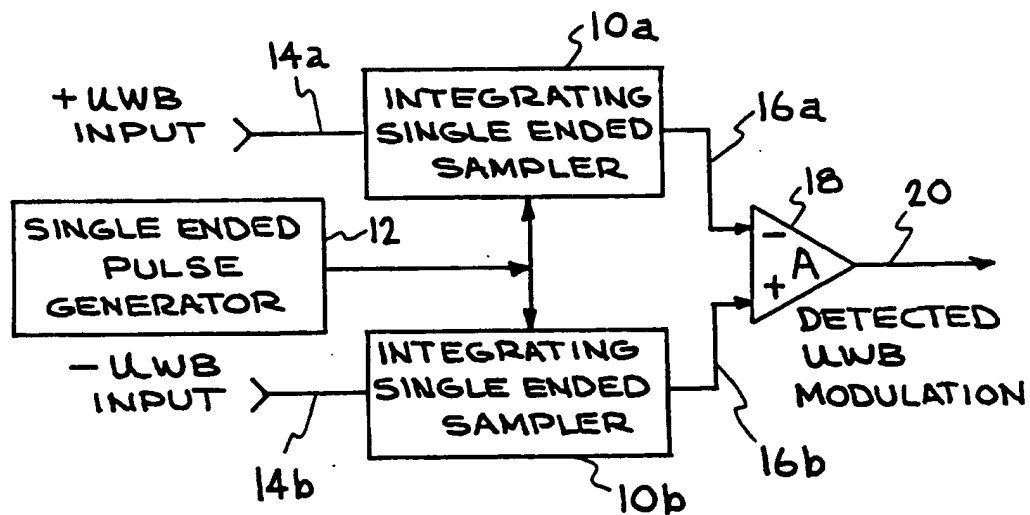 10a
14a
+ UWB
INPUT
INTEGRATING
SINGLE ENDED
SAMPLER
16a
18
20
SINGLE ENDED
PULSE
GENERATOR
12
−
A
+
− UWB
INPUT
INTEGRATING
SINGLE ENDED
SAMPLER
DETECTED
UWB
MODULATION
14b
10b
16b